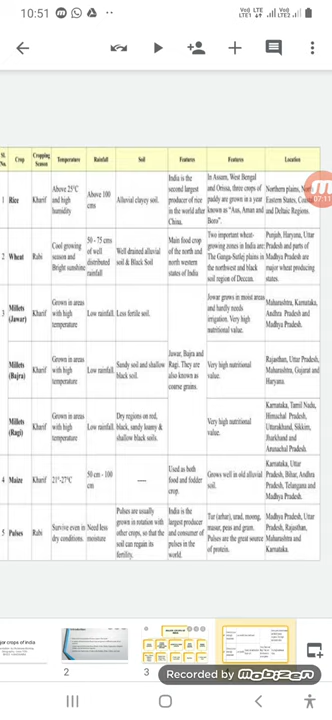 10:51
Vo) LTE
LTE1
Vo)
LTE2
Sl. No. Crop Cropping Season Temperature Rainfall Soil Features Features Location
1 Rice Kharif Above 25°C and high humidity Above 100 cms Alluvial clayey soil. India is the second largest producer of rice in the world after China. In Assam, West Bengal and Orissa, three crops of paddy are grown in a year known as "Aus, Aman and Boro". Northern plains, Eastern States, and Deltaic Regions.
07:11
2 Wheat Rabi Cool growing season and Bright sunshine 50 - 75 cms of well distributed rainfall Well drained alluvial soil & Black Soil Main food crop of the north and north western states of India Two important wheat-growing zones in India are: The Ganga-Sutlej plains in the northwest and black soil region of Deccan. Punjab, Haryana, Uttar Pradesh and parts of Madhya Pradesh are major wheat producing states.
3 Millets (Jawar) Kharif Grown in areas with high temperature Low rainfall. Less fertile soil. Jawar, Bajra and Ragi. They are also known as coarse grains. Jowar grows in moist areas and hardly needs irrigation. Very high nutritional value. Maharashtra, Karnataka, Andhra Pradesh and Madhya Pradesh.
Millets (Bajra) Kharif Grown in areas with high temperature Low rainfall. Sandy soil and shallow black soil. Very high nutritional value. Rajasthan, Uttar Pradesh, Maharashtra, Gujarat and Haryana.
Millets (Ragi) Kharif Grown in areas with high temperature Low rainfall. Dry regions on red, black, sandy loamy & shallow black soils. Very high nutritional value. Karnataka, Tamil Nadu, Himachal Pradesh, Uttarakhand, Sikkim, Jharkhand and Arunachal Pradesh.
4 Maize Kharif 21°-27°C 50 cm - 100 cm ---- Used as both food and fodder crop. Grows well in old alluvial soil. Karnataka, Uttar Pradesh, Bihar, Andhra Pradesh, Telangana and Madhya Pradesh.
5 Pulses Rabi Survive even in dry conditions. Need less moisture Pulses are usually grown in rotation with other crops, so that the soil can regain its fertility. India is the largest producer and consumer of pulses in the world. Tur (arhar), urad, moong, masur, peas and gram. Pulses are the great source of protein. Madhya Pradesh, Uttar Pradesh, Rajasthan, Maharashtra and Karnataka.
jor crops of india
2
3
Recorded by mobizen